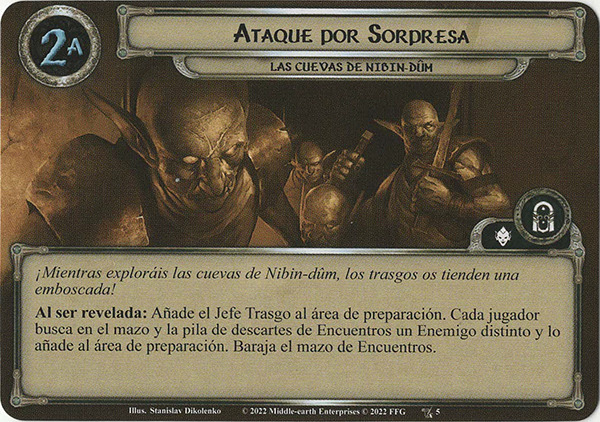 2A
Ataque por Sorpresa
Las cuevas de Nibin-dûm
¡Mientras exploráis las cuevas de Nibin-dûm, los trasgos os tienden una
emboscada!
Al ser revelada: Añade el Jefe Trasgo al área de preparación. Cada jugador
busca en el mazo y la pila de descartes de Encuentros un Enemigo distinto y lo
añade al área de preparación. Baraja el mazo de Encuentros.
Illus. Stanislav Dikolenko © 2022 Middle-earth Enterprises © 2022 FFG 5